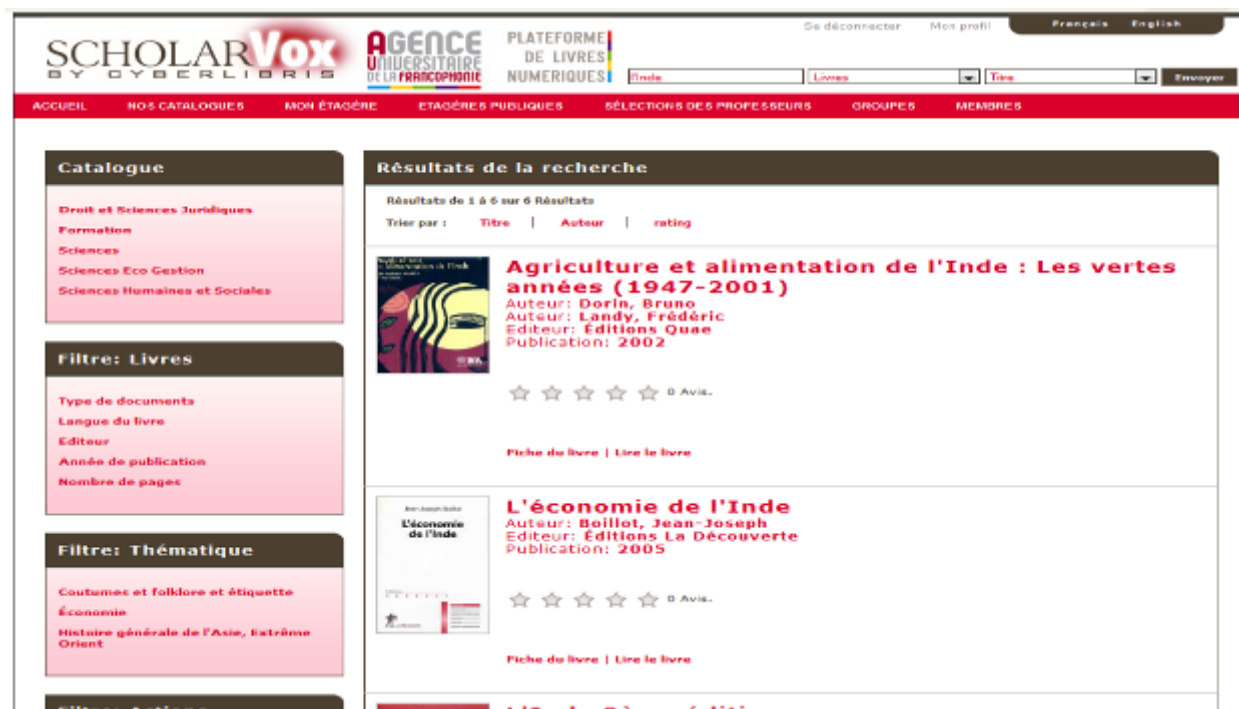 Se déconnecter Mon profil Français English
SCHOLARVOX
BY CYBERLIBRIS
AGENCE
UNIVERSITAIRE
DE LA FRANCOPHONIE
PLATEFORME
DE LIVRES
NUMERIQUES
l'Inde Livres Titre Envoyer
ACCUEIL NOS CATALOGUES MON ÉTAGÈRE ETAGÈRES PUBLIQUES SÉLECTIONS DES PROFESSEURS GROUPES MEMBRES
Catalogue
Droit et Sciences Juridiques
Formation
Sciences
Sciences Eco Gestion
Sciences Humaines et Sociales
Filtre: Livres
Type de documents
Langue du livre
Editeur
Année de publication
Nombre de pages
Filtre: Thématique
Coutumes et folklore et étiquette
Économie
Histoire générale de l'Asie, Extrême
Orient
Résultats de la recherche
Résultats de 1 à 6 sur 6 Résultats
Trier par : Titre | Auteur | rating
Agriculture et alimentation de l'Inde : Les vertes
années (1947-2001)
Auteur: Dorin, Bruno
Auteur: Landy, Frédéric
Editeur: Éditions Quae
Publication: 2002
0 Avis.
Fiche du livre | Lire le livre
Jean-Joseph Boillot
L'économie
de l'Inde
L'économie de l'Inde
Auteur: Boillot, Jean-Joseph
Editeur: Éditions La Découverte
Publication: 2005
0 Avis.
Fiche du livre | Lire le livre